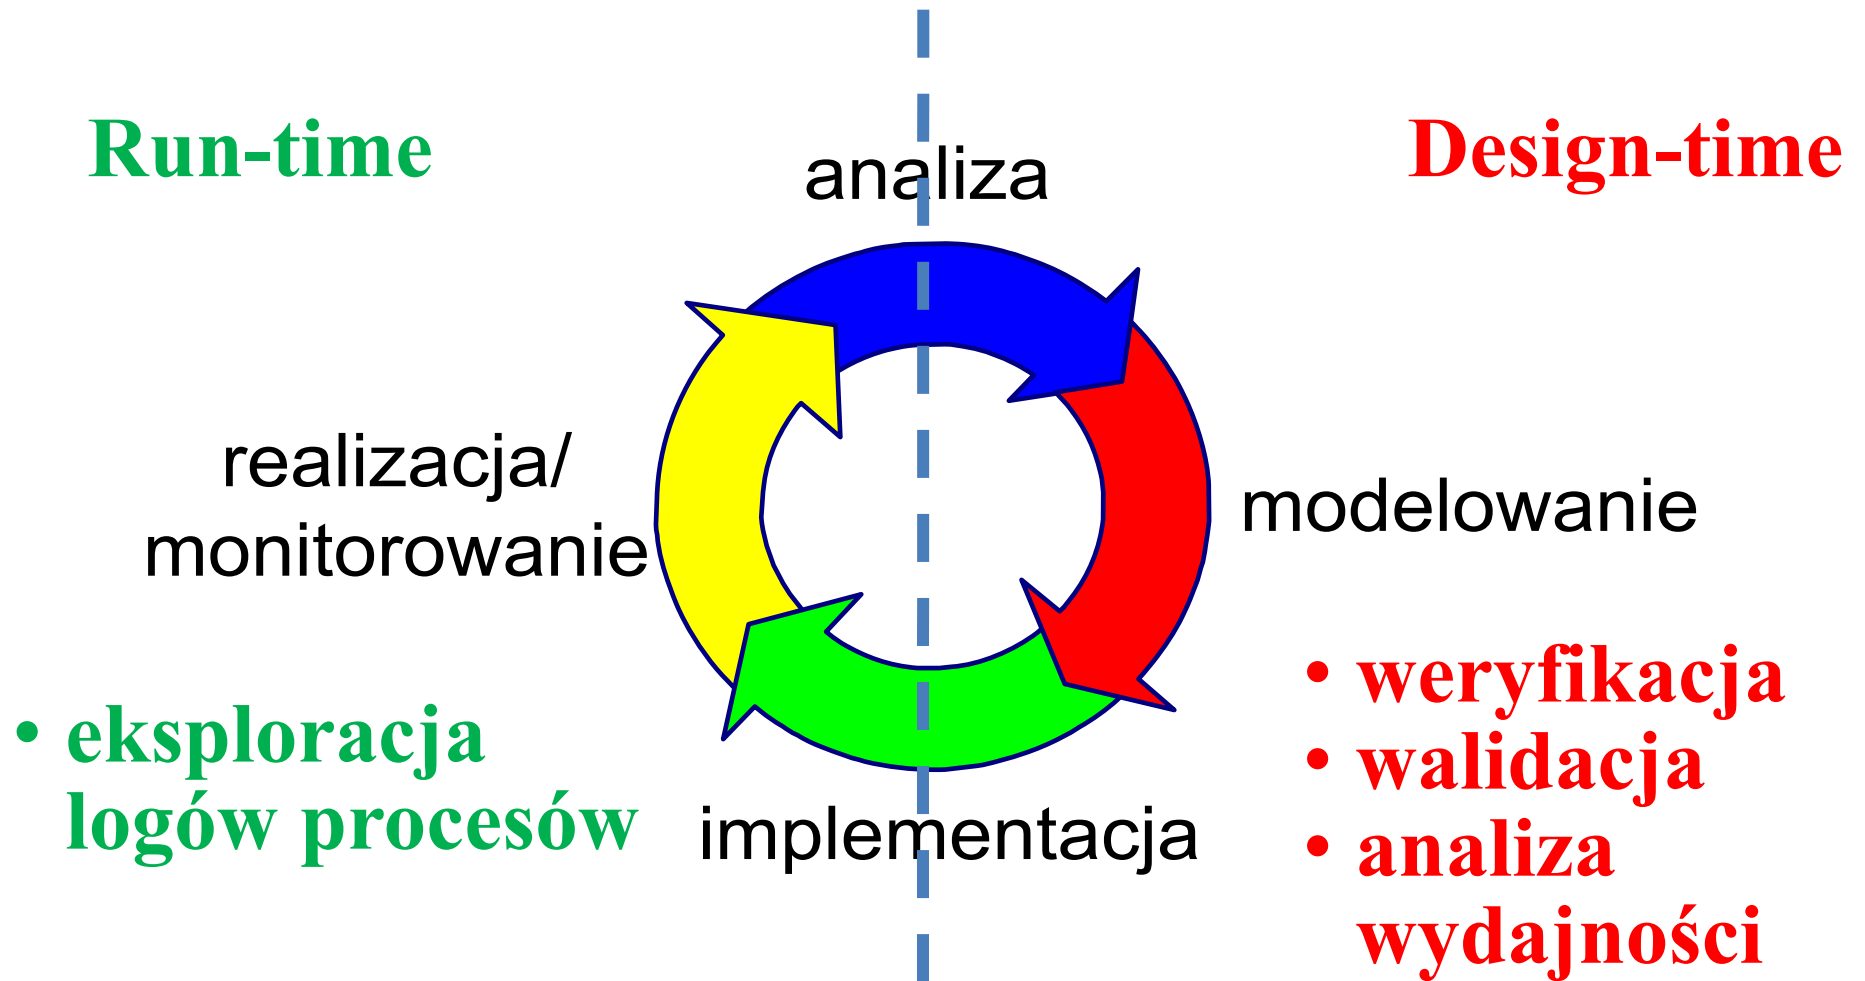 Run-time
Design-time
analiza
realizacja/
monitorowanie
modelowanie
• eksploracja
logów procesów
implementacja
• weryfikacja
• walidacja
• analiza
wydajności